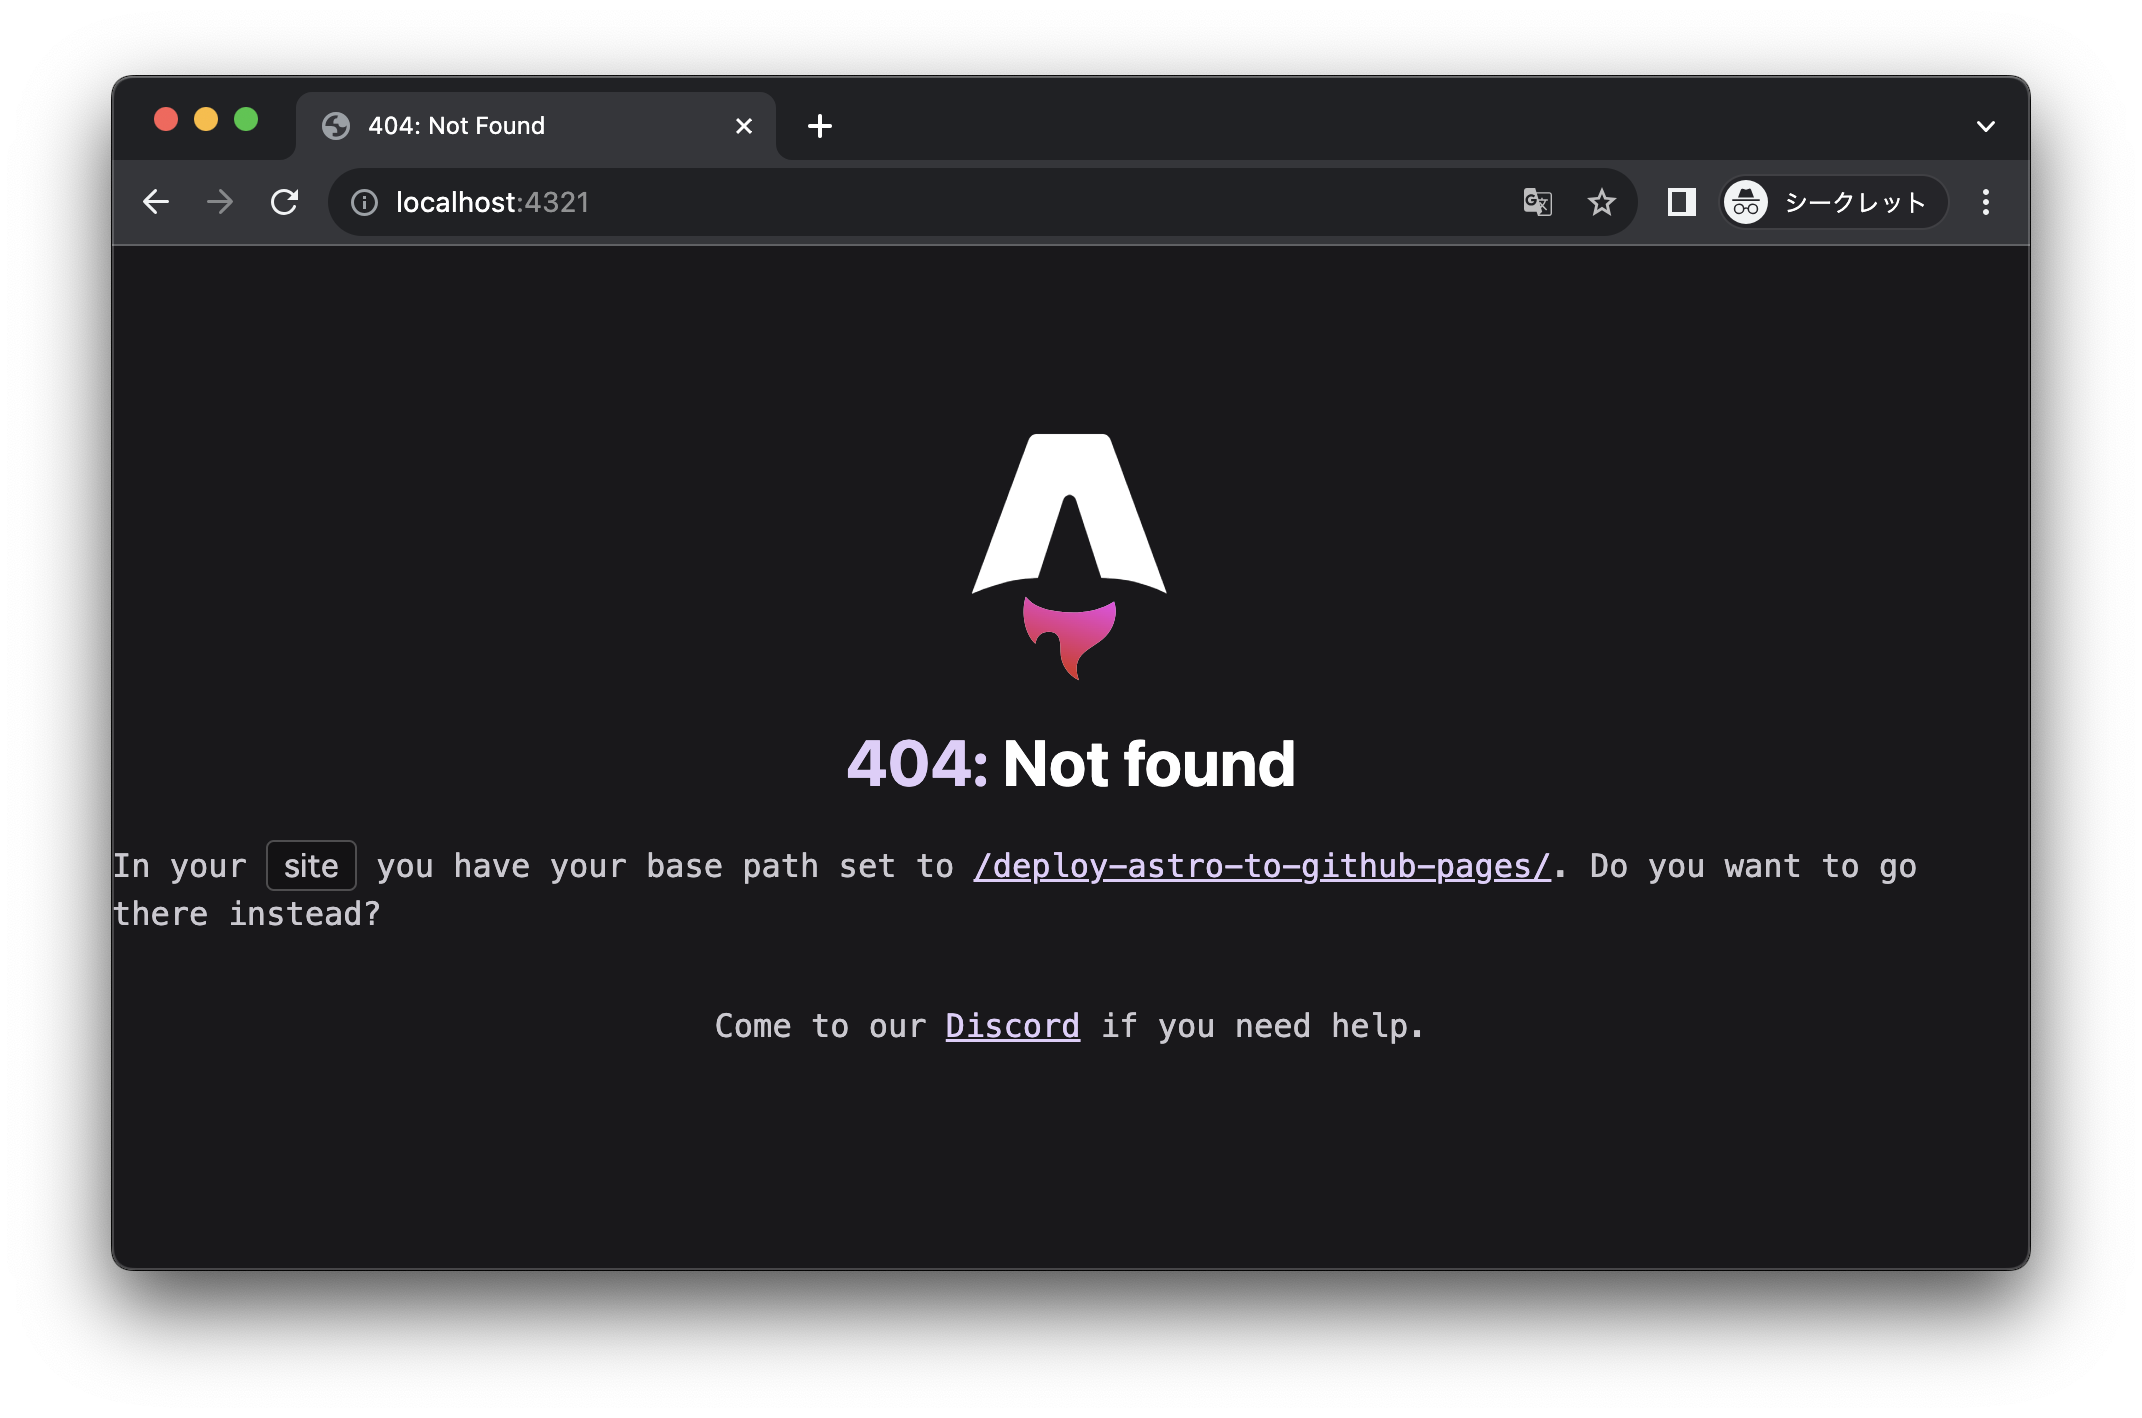 404: Not Found
localhost:4321
シークレット
404: Not found
In your site you have your base path set to /deploy-astro-to-github-pages/. Do you want to go
there instead?
Come to our Discord if you need help.